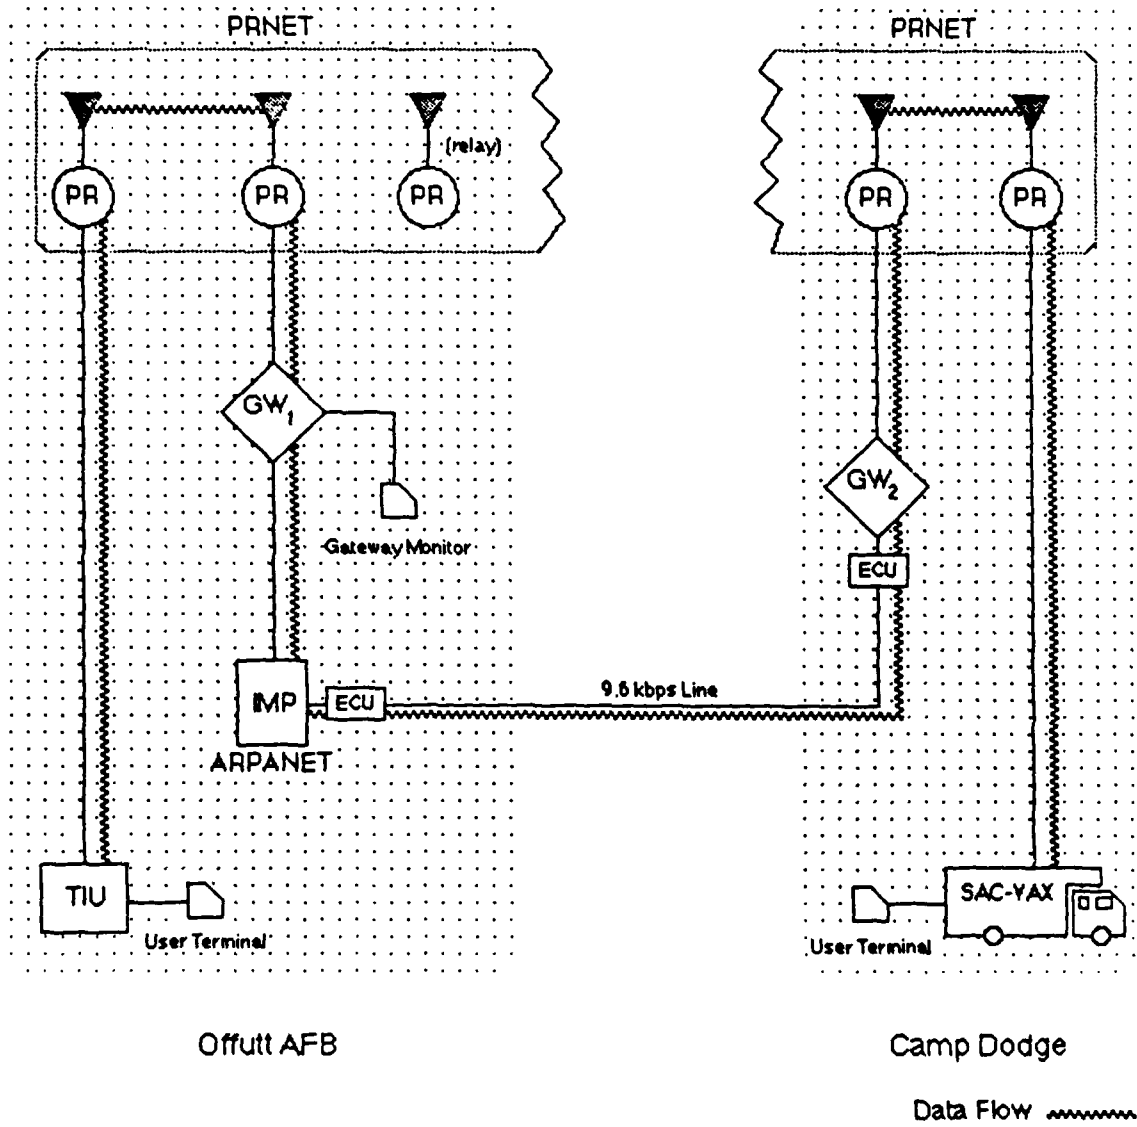 PRNET
PRNET
(relay)
PR
PR
PR
PR
PR
GW1
GW2
Gateway Monitor
ECU
IMP
ECU
9.6 kbps Line
ARPANET
TIU
SAC-VAX
User Terminal
User Terminal
Offutt AFB
Camp Dodge
Data Flow